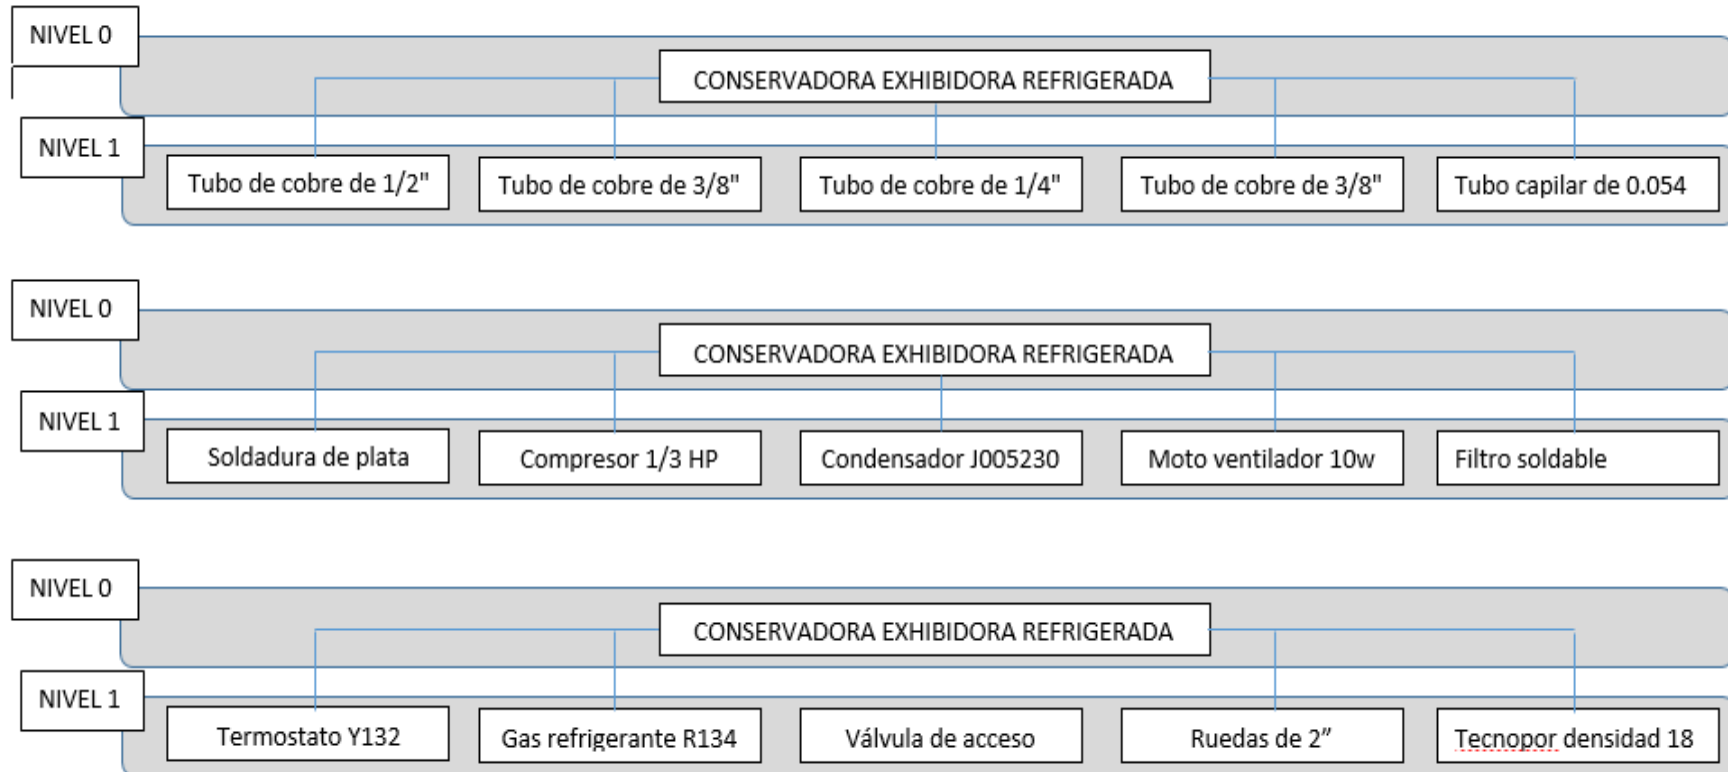 NIVEL 0
CONSERVADORA EXHIBIDORA REFRIGERADA
NIVEL 1
Tubo de cobre de 1/2"
Tubo de cobre de 3/8"
Tubo de cobre de 1/4"
Tubo de cobre de 3/8"
Tubo capilar de 0.054
NIVEL 0
CONSERVADORA EXHIBIDORA REFRIGERADA
NIVEL 1
Soldadura de plata
Compresor 1/3 HP
Condensador J005230
Moto ventilador 10w
Filtro soldable
NIVEL 0
CONSERVADORA EXHIBIDORA REFRIGERADA
NIVEL 1
Termostato Y132
Gas refrigerante R134
Válvula de acceso
Ruedas de 2”
Tecnopor densidad 18